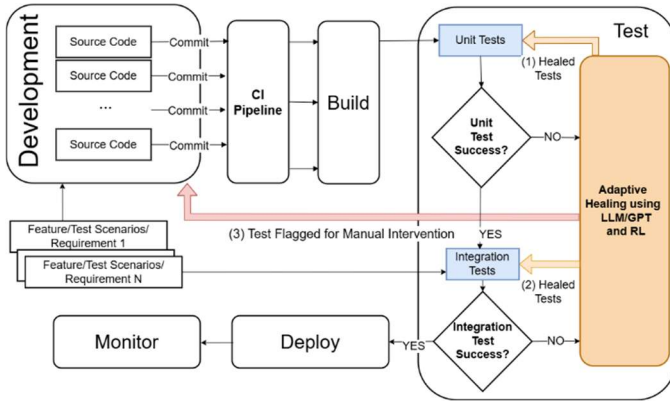 Development
Source Code
Commit
Source Code
Commit
...
Commit
Source Code
Commit
CI
Pipeline
Build
Test
Unit Tests
(1) Healed
Tests
Unit
Test
Success?
NO
Adaptive
Healing using
LLM/GPT
and RL
(3) Test Flagged for Manual Intervention
YES
Feature/Test Scenarios/
Requirement 1
Feature/Test Scenarios/
Requirement N
Integration
Tests
(2) Healed
Tests
Integration
Test
Success?
NO
YES
Deploy
Monitor